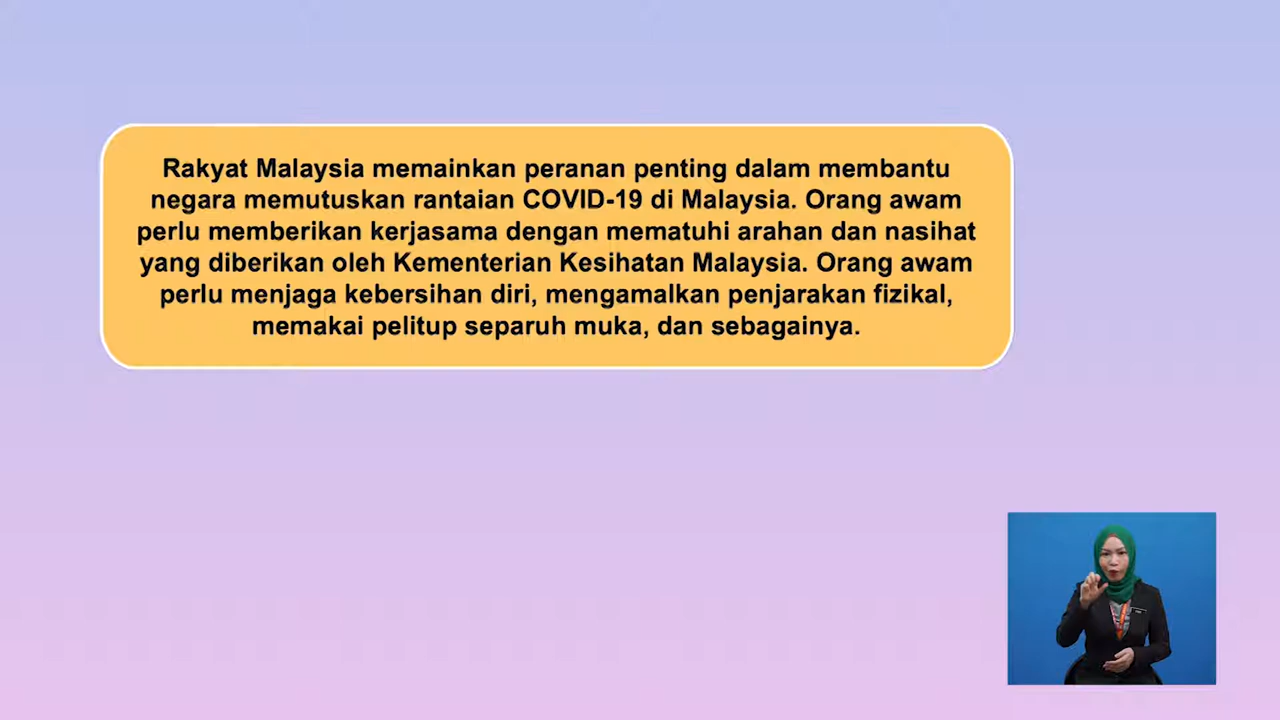 Rakyat Malaysia memainkan peranan penting dalam membantu
negara memutuskan rantaian COVID-19 di Malaysia. Orang awam
perlu memberikan kerjasama dengan mematuhi arahan dan nasihat
yang diberikan oleh Kementerian Kesihatan Malaysia. Orang awam
perlu menjaga kebersihan diri, mengamalkan penjarakan fizikal,
memakai pelitup separuh muka, dan sebagainya.